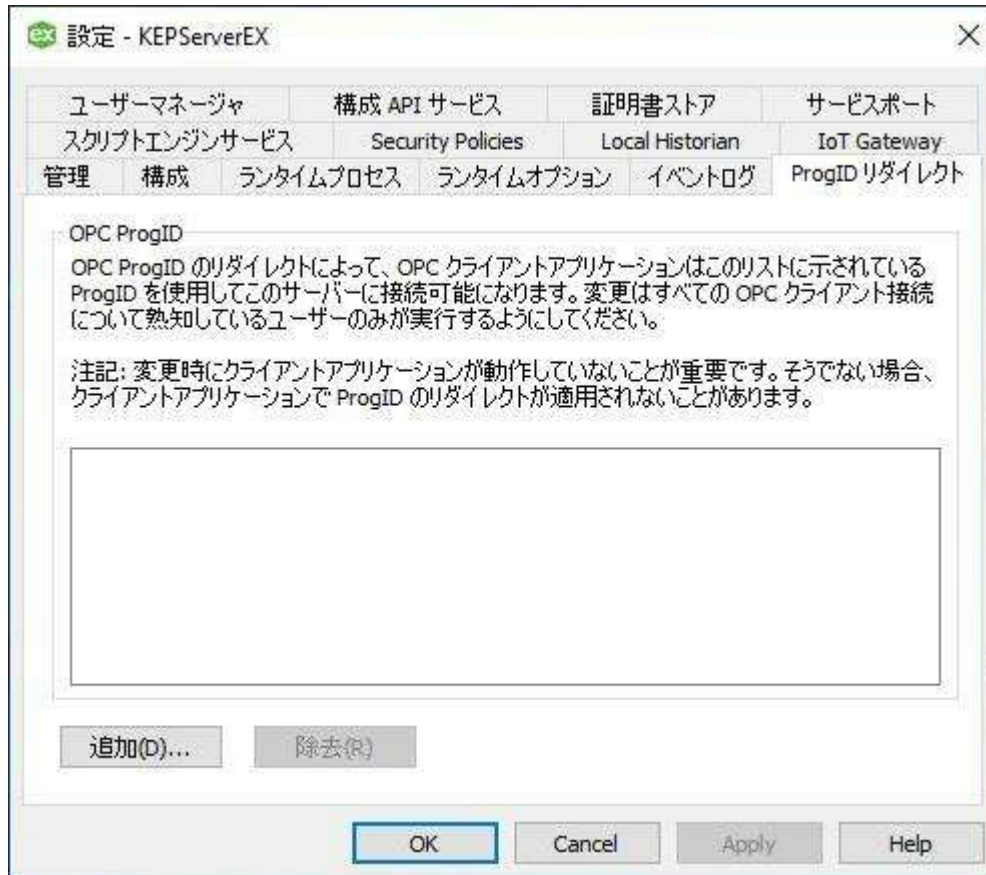 設定 - KEPServerEX
ユーザーマネージャ 構成 API サービス 証明書ストア サービスポート
スクリプトエンジンサービス Security Policies Local Historian IoT Gateway
管理 構成 ランタイムプロセス ランタイムオプション イベントログ ProgID リダイレクト
OPC ProgID
OPC ProgID のリダイレクトによって、OPC クライアントアプリケーションはこのリストに示されている
ProgID を使用してこのサーバーに接続可能になります。変更はすべての OPC クライアント接続
について熟知しているユーザーのみが実行するようにしてください。
注記: 変更時にクライアントアプリケーションが動作していないことが重要です。そうでない場合、
クライアントアプリケーションで ProgID のリダイレクトが適用されないことがあります。
追加(D)... 除去(R)
OK Cancel Apply Help